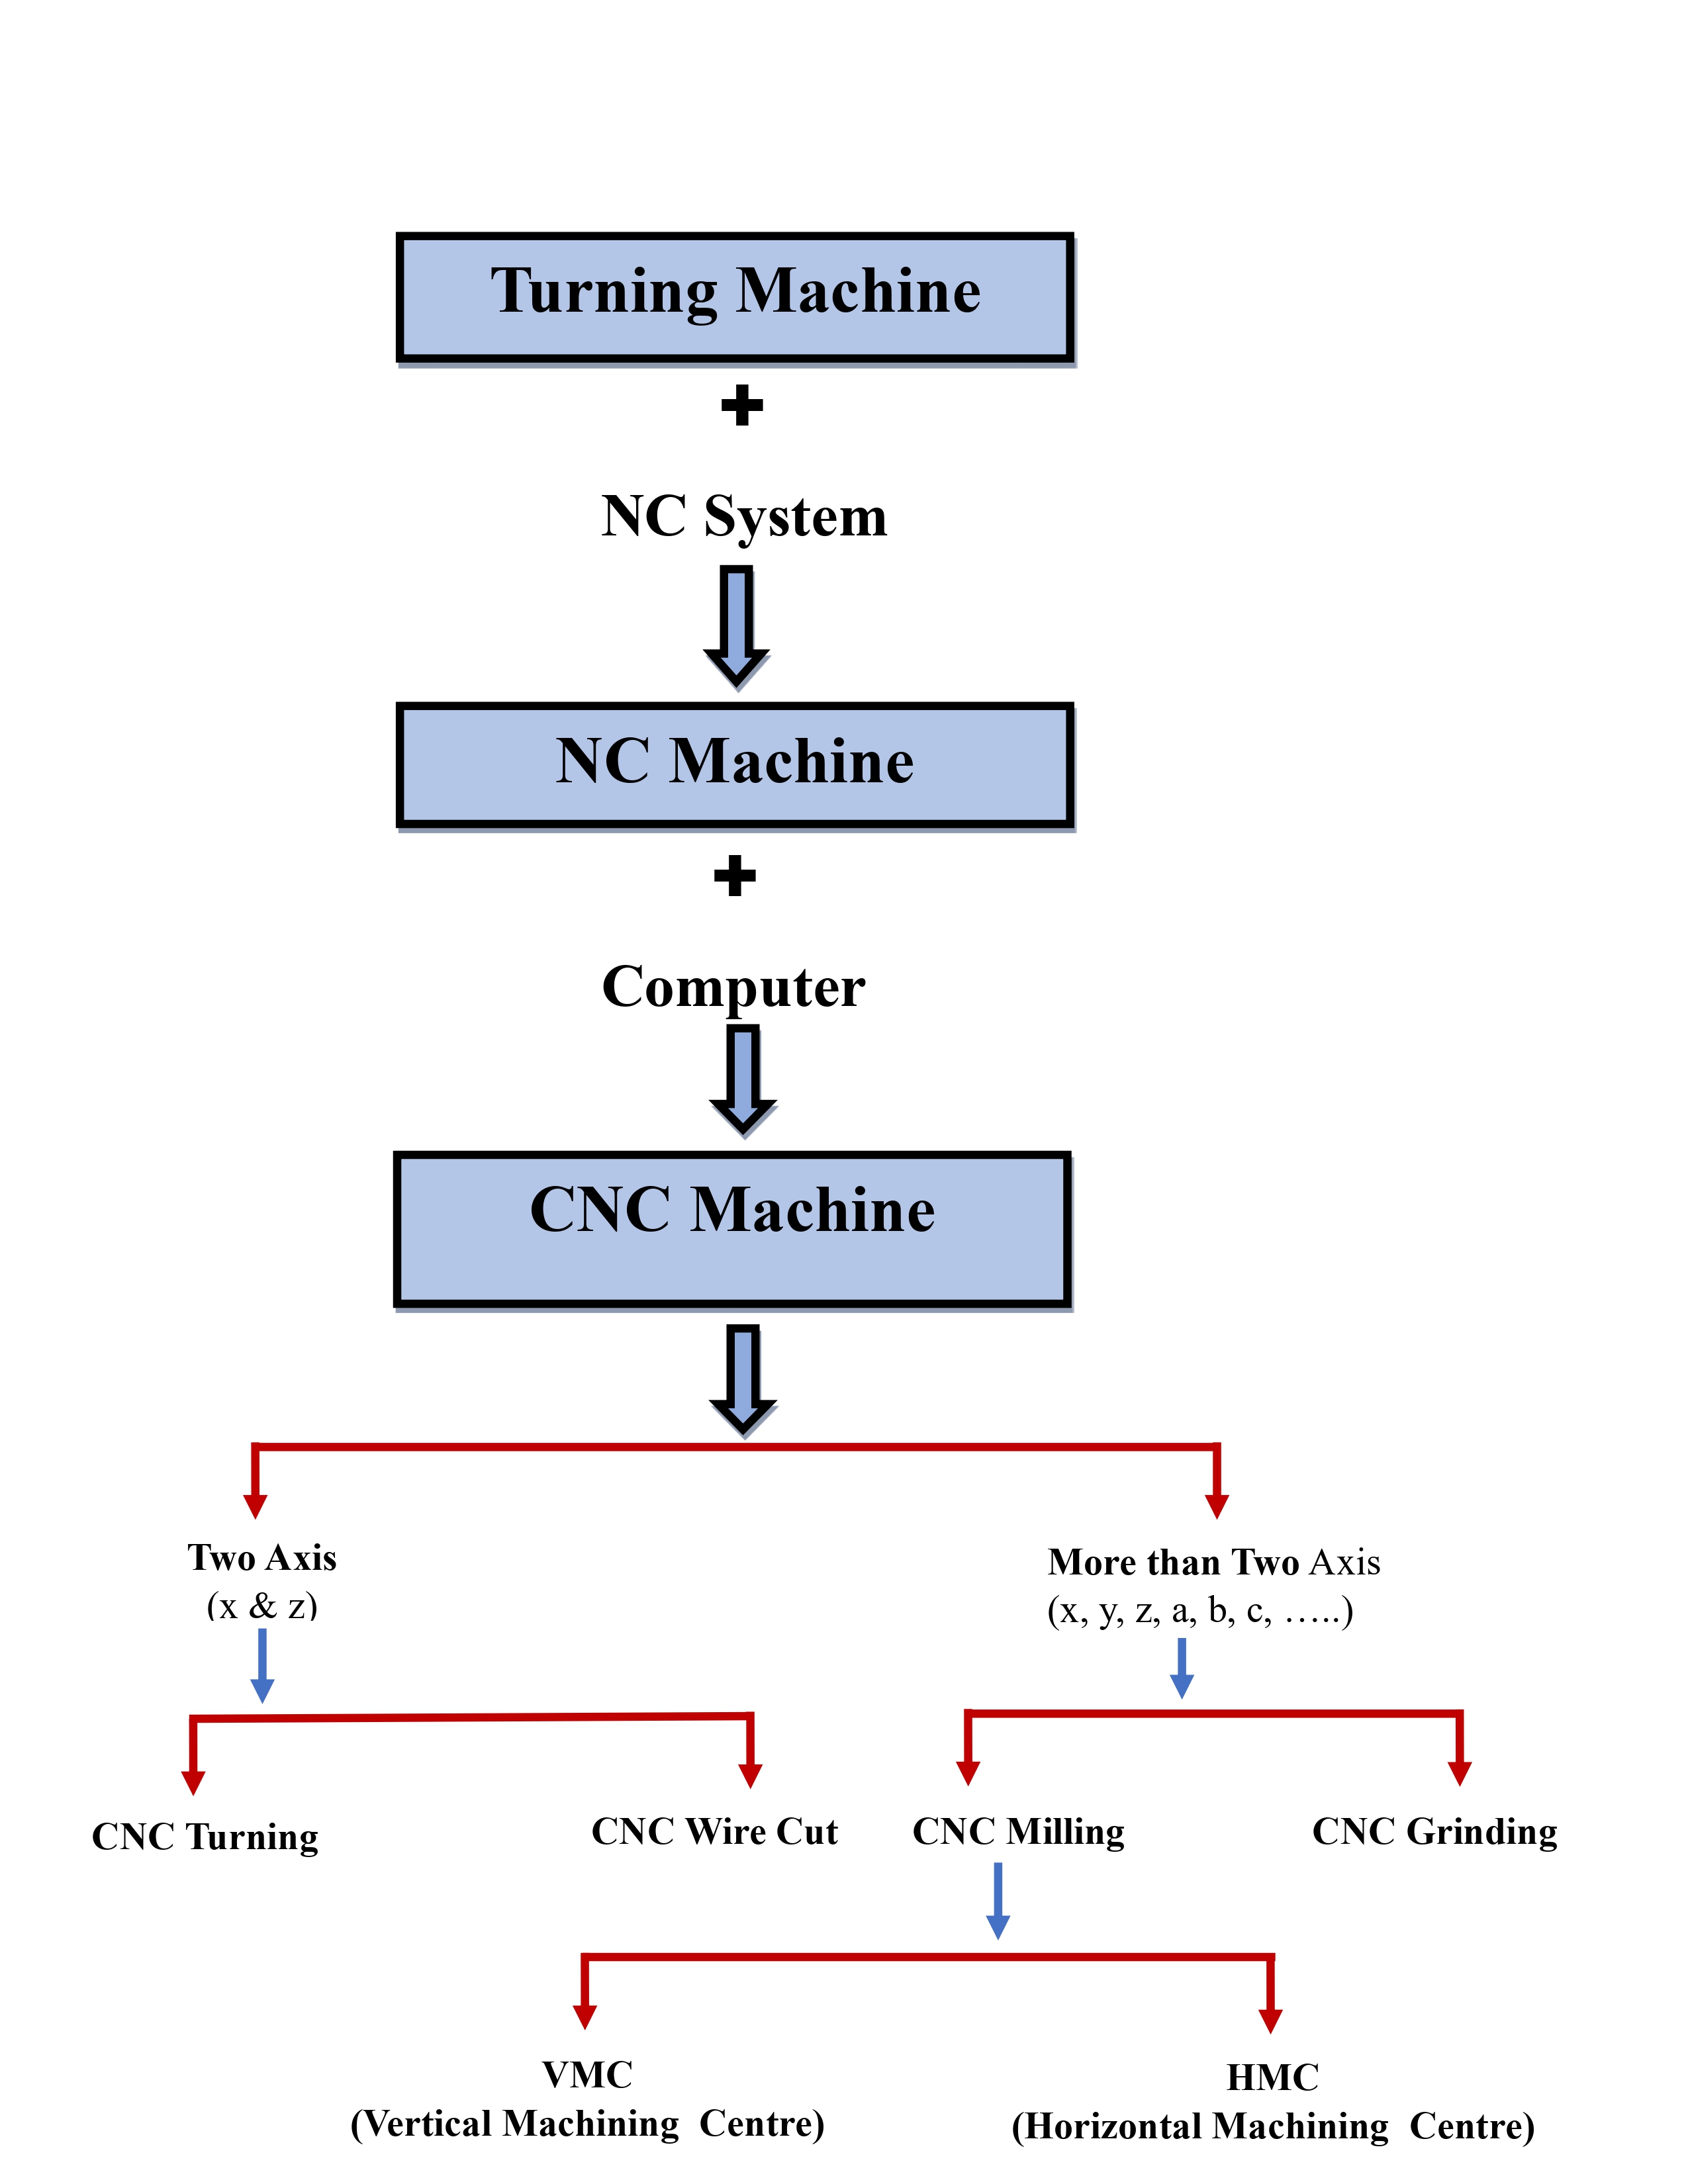 Turning Machine
+
NC System
NC Machine
+
Computer
CNC Machine
Two Axis
(x & z)
More than Two Axis
(x, y, z, a, b, c, …..)
CNC Turning
CNC Wire Cut
CNC Milling
CNC Grinding
VMC
(Vertical Machining  Centre)
HMC
(Horizontal Machining  Centre)